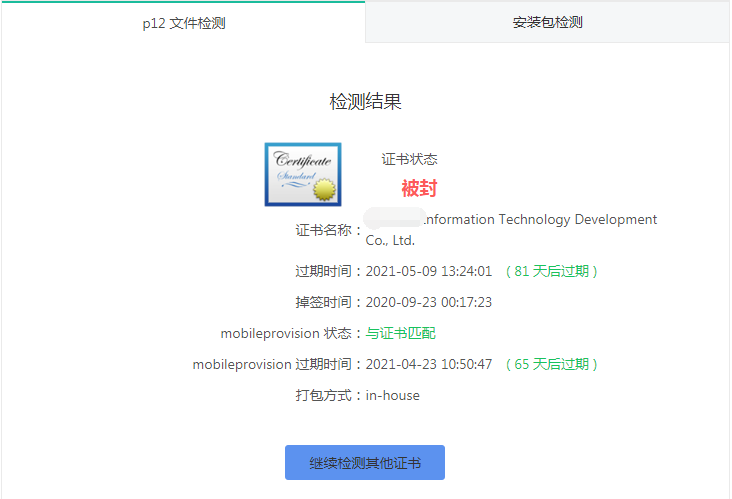 p12 文件检测
安装包检测
检测结果
Certificate
Standard
证书状态
被封
证书名称：nformation Technology Development
Co., Ltd.
过期时间：2021-05-09 13:24:01 （ 81 天后过期 ）
掉签时间：2020-09-23 00:17:23
mobileprovision 状态：与证书匹配
mobileprovision 过期时间：2021-04-23 10:50:47 （ 65 天后过期 ）
打包方式：in-house
继续检测其他证书